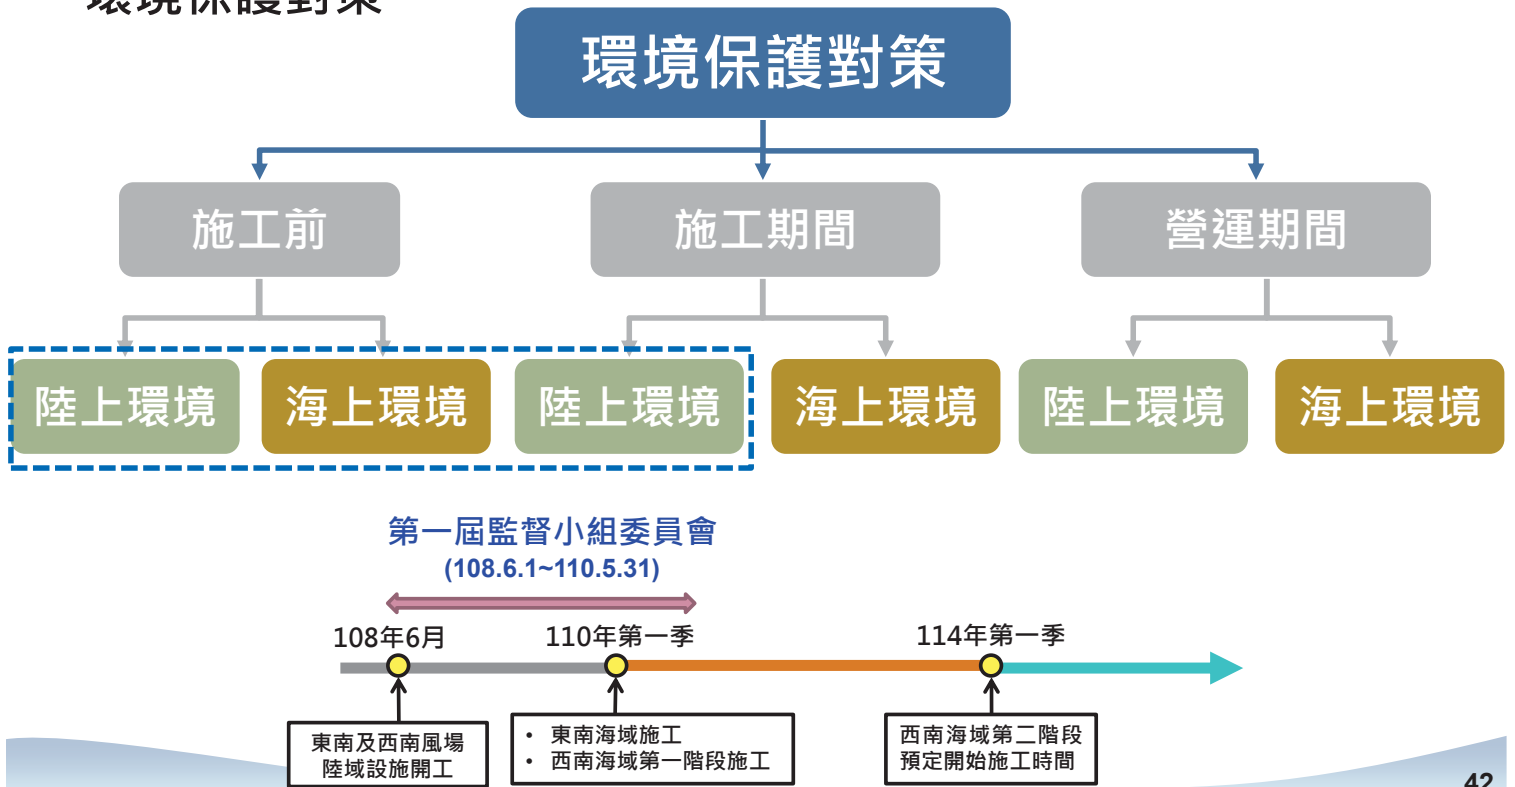 環境保護對策
環境保護對策
施工前
施工期間
營運期間
陸上環境
海上環境
陸上環境
海上環境
陸上環境
海上環境
第一屆監督小組委員會
(108.6.1~110.5.31)
108年6月
110年第一季
114年第一季
東南及西南風場
陸域設施開工
• 東南海域施工
• 西南海域第一階段施工
西南海域第二階段
預定開始施工時間
42